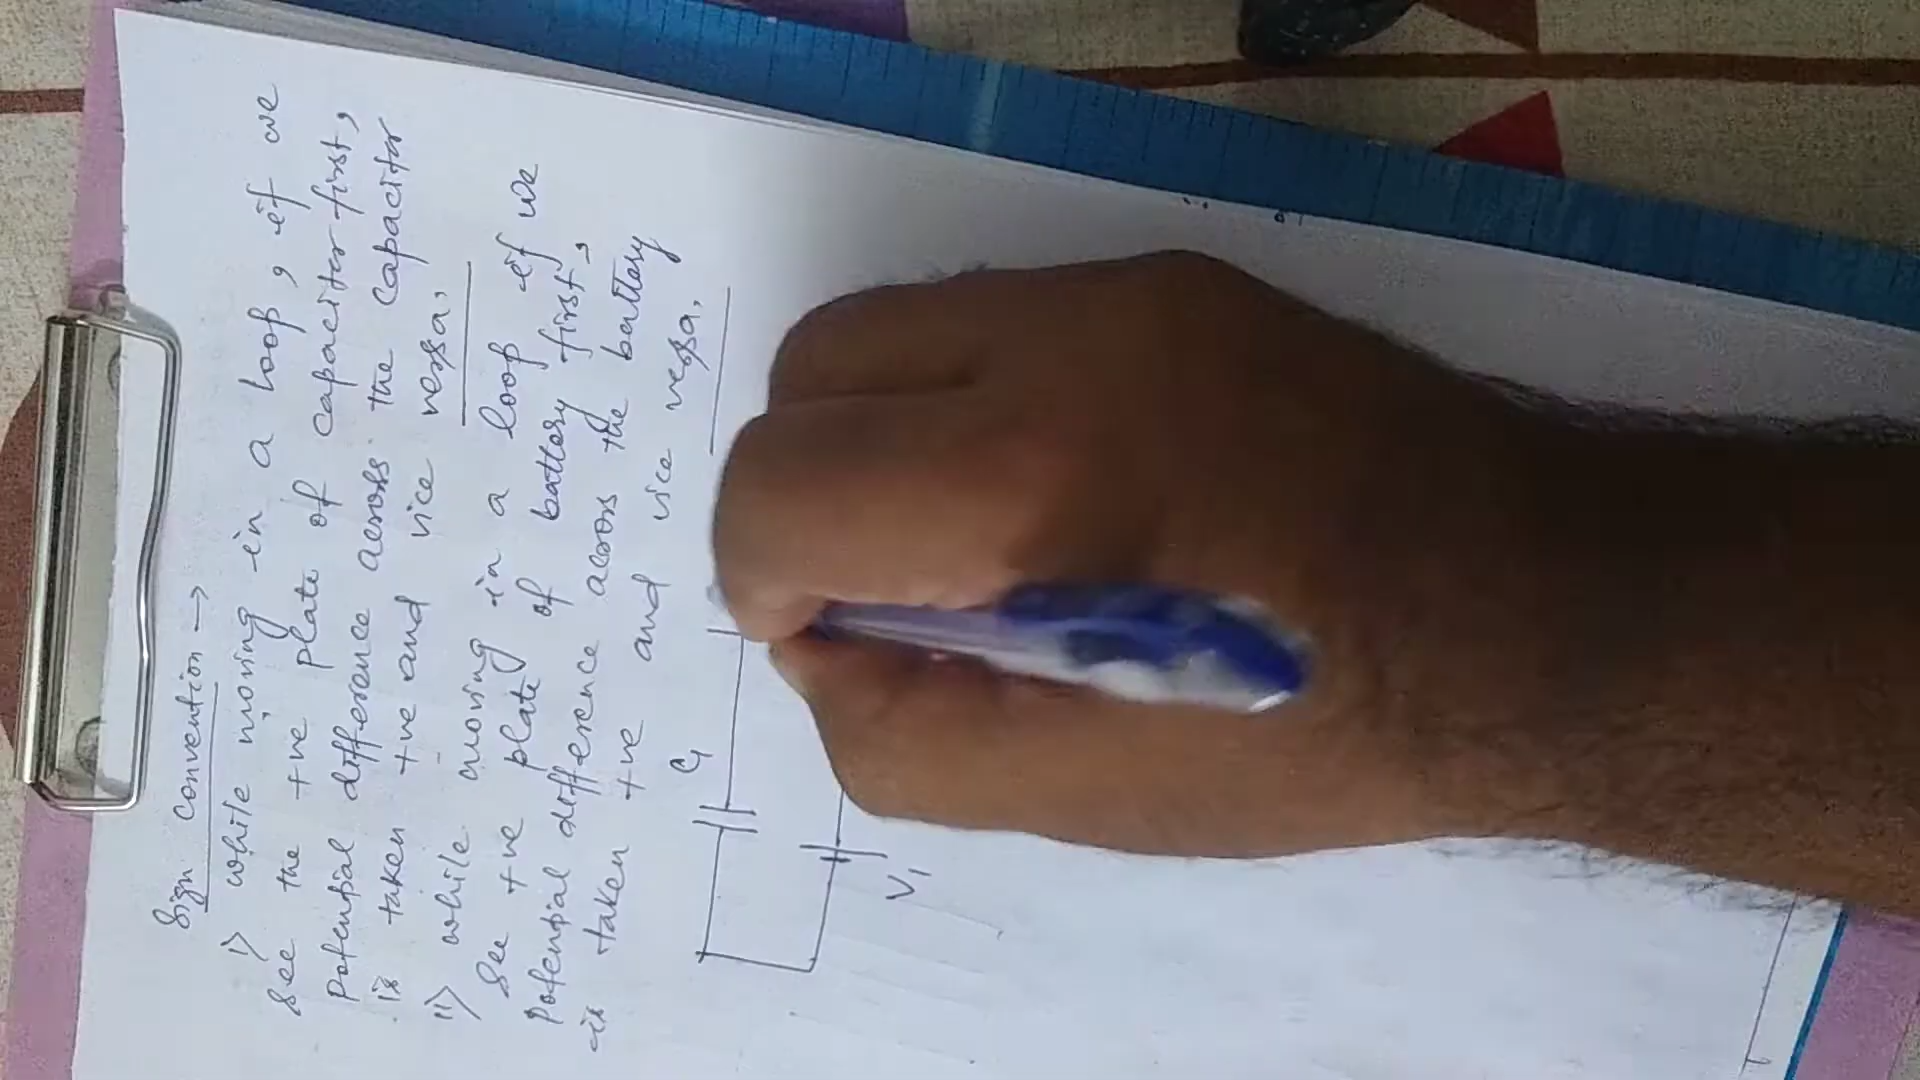 Sign convention →
i) while moving in a loop, if we
see the +ve plate of capacitor first,
potential difference across the capacitor
is taken +ve and vice versa.
ii) while moving in a loop if we
see +ve plate of battery first,
potential difference across the battery
is taken +ve and vice versa.
C1
V1